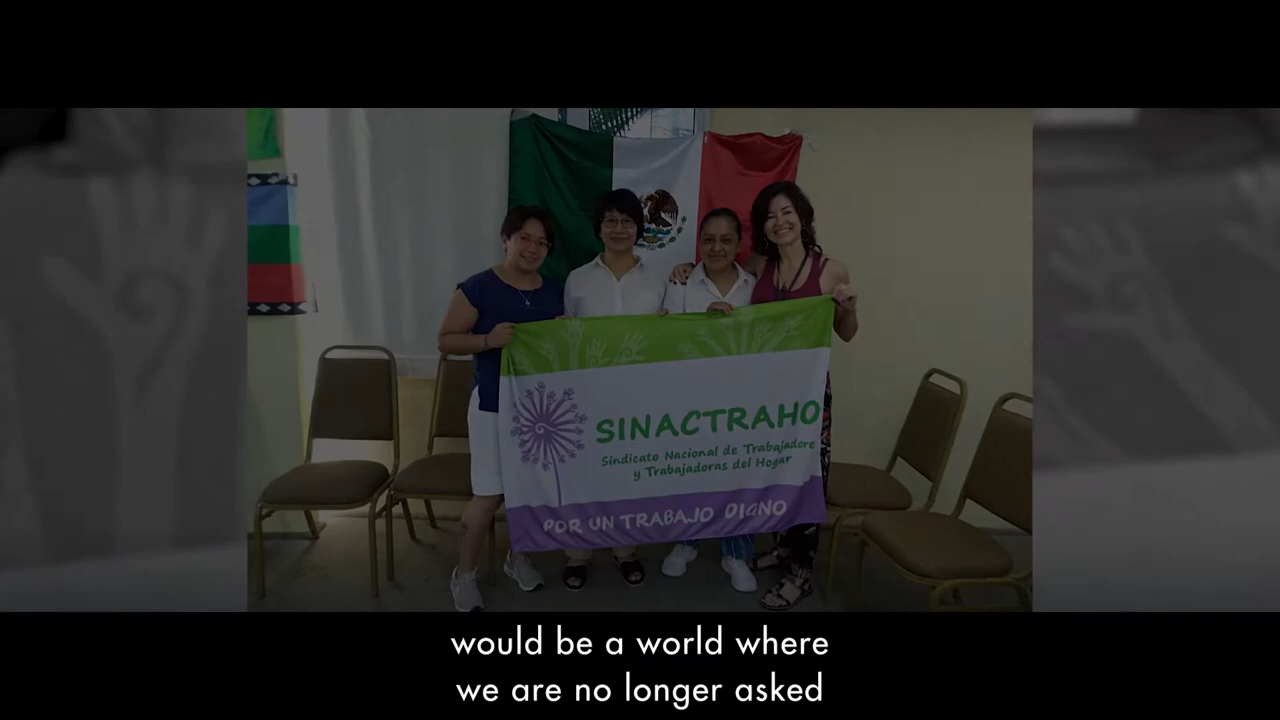 SINACTRAHO
Sindicato Nacional de Trabajadore
y Trabajadoras del Hogar
POR UN TRABAJO DIGNO
would be a world where
we are no longer asked